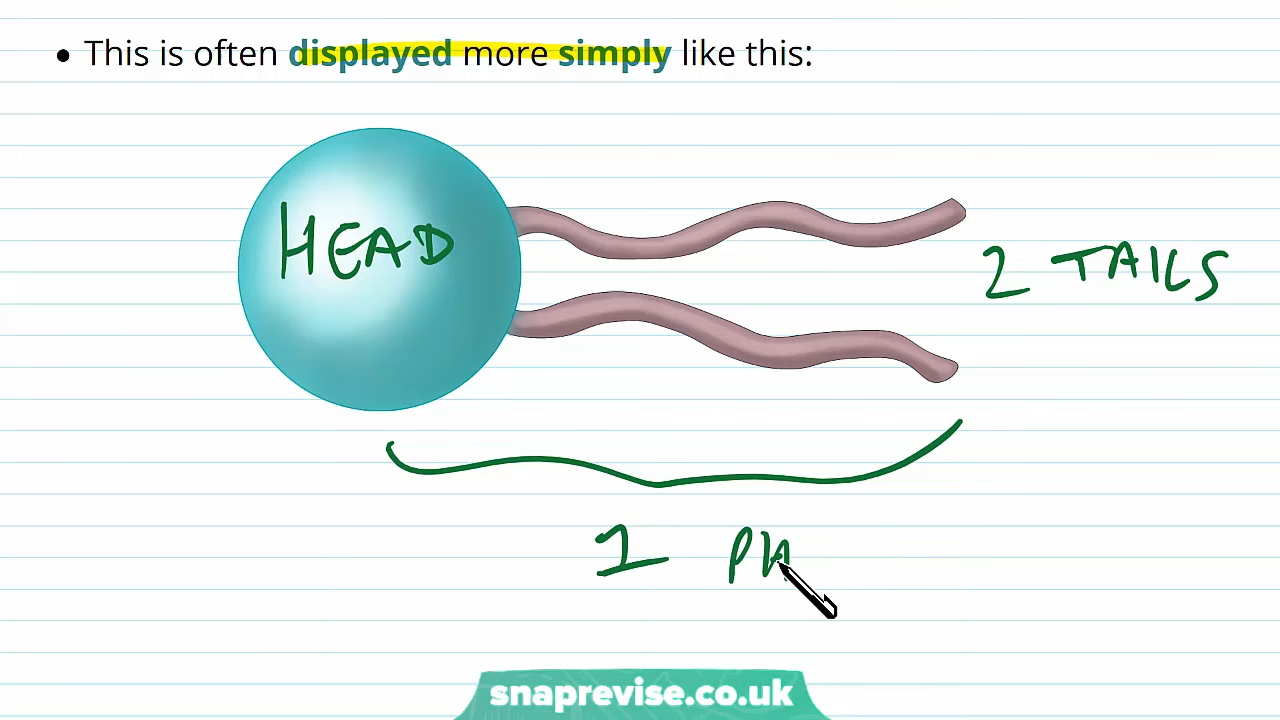 • This is often displayed more simply like this:
HEAD
2 TAILS
1 PH
snaprevise.co.uk